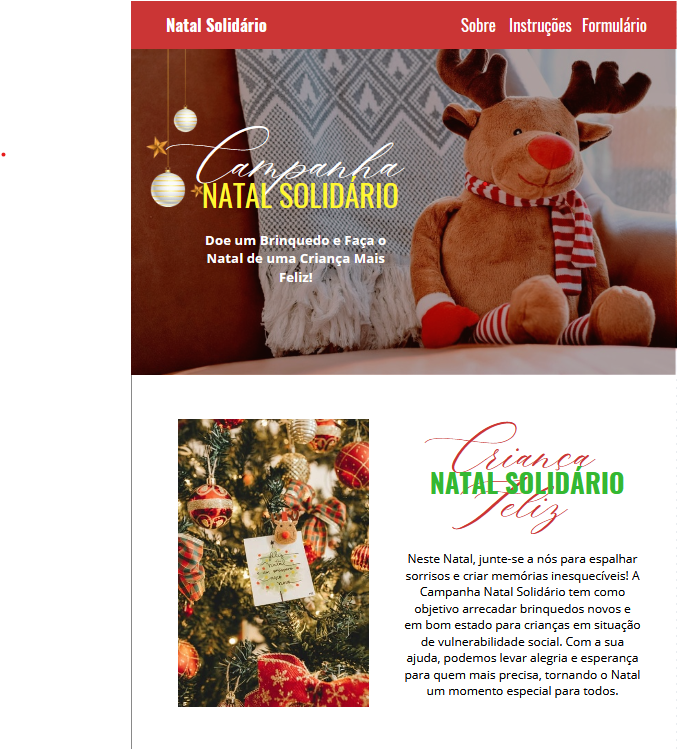 Natal Solidário
Sobre Instruções Formulário
Campanha
NATAL SOLIDÁRIO
Doe um Brinquedo e Faça o
Natal de uma Criança Mais
Feliz!
Criança
NATAL SOLIDÁRIO
Feliz
Neste Natal, junte-se a nós para espalhar
sorrisos e criar memórias inesquecíveis! A
Campanha Natal Solidário tem como
objetivo arrecadar brinquedos novos e
em bom estado para crianças em situação
de vulnerabilidade social. Com a sua
ajuda, podemos levar alegria e esperança
para quem mais precisa, tornando o Natal
um momento especial para todos.